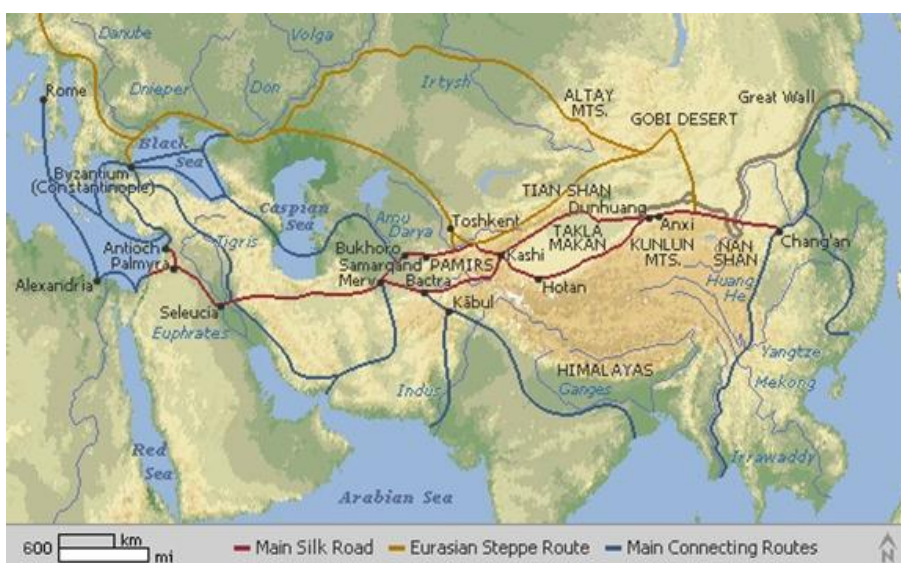 Danube
Volga
Irtysh
Rome
Dnieper
Don
ALTAY
MTS.
Great Wall
GOBI DESERT
Black
Sea
Byzantium
(Constantinople)
TIAN SHAN
Caspian
Sea
Amu
Darya
Toshkent
Dunhuang
Anxi
Tigris
TAKLA
MAKAN
KUNLUN
MTS.
NAN
SHAN
Chang'an
Antioch
Bukhoro
Palmyra
Samarqand
PAMIRS
Kashi
Alexandria
Merv
Bactra
Hotan
Huang
He
Seleucia
Kābul
Euphrates
Yangtze
HIMALAYAS
Indus
Ganges
Mekong
Irrawaddy
Red
Sea
Arabian Sea
600 km
mi
Main Silk Road Eurasian Steppe Route Main Connecting Routes
N